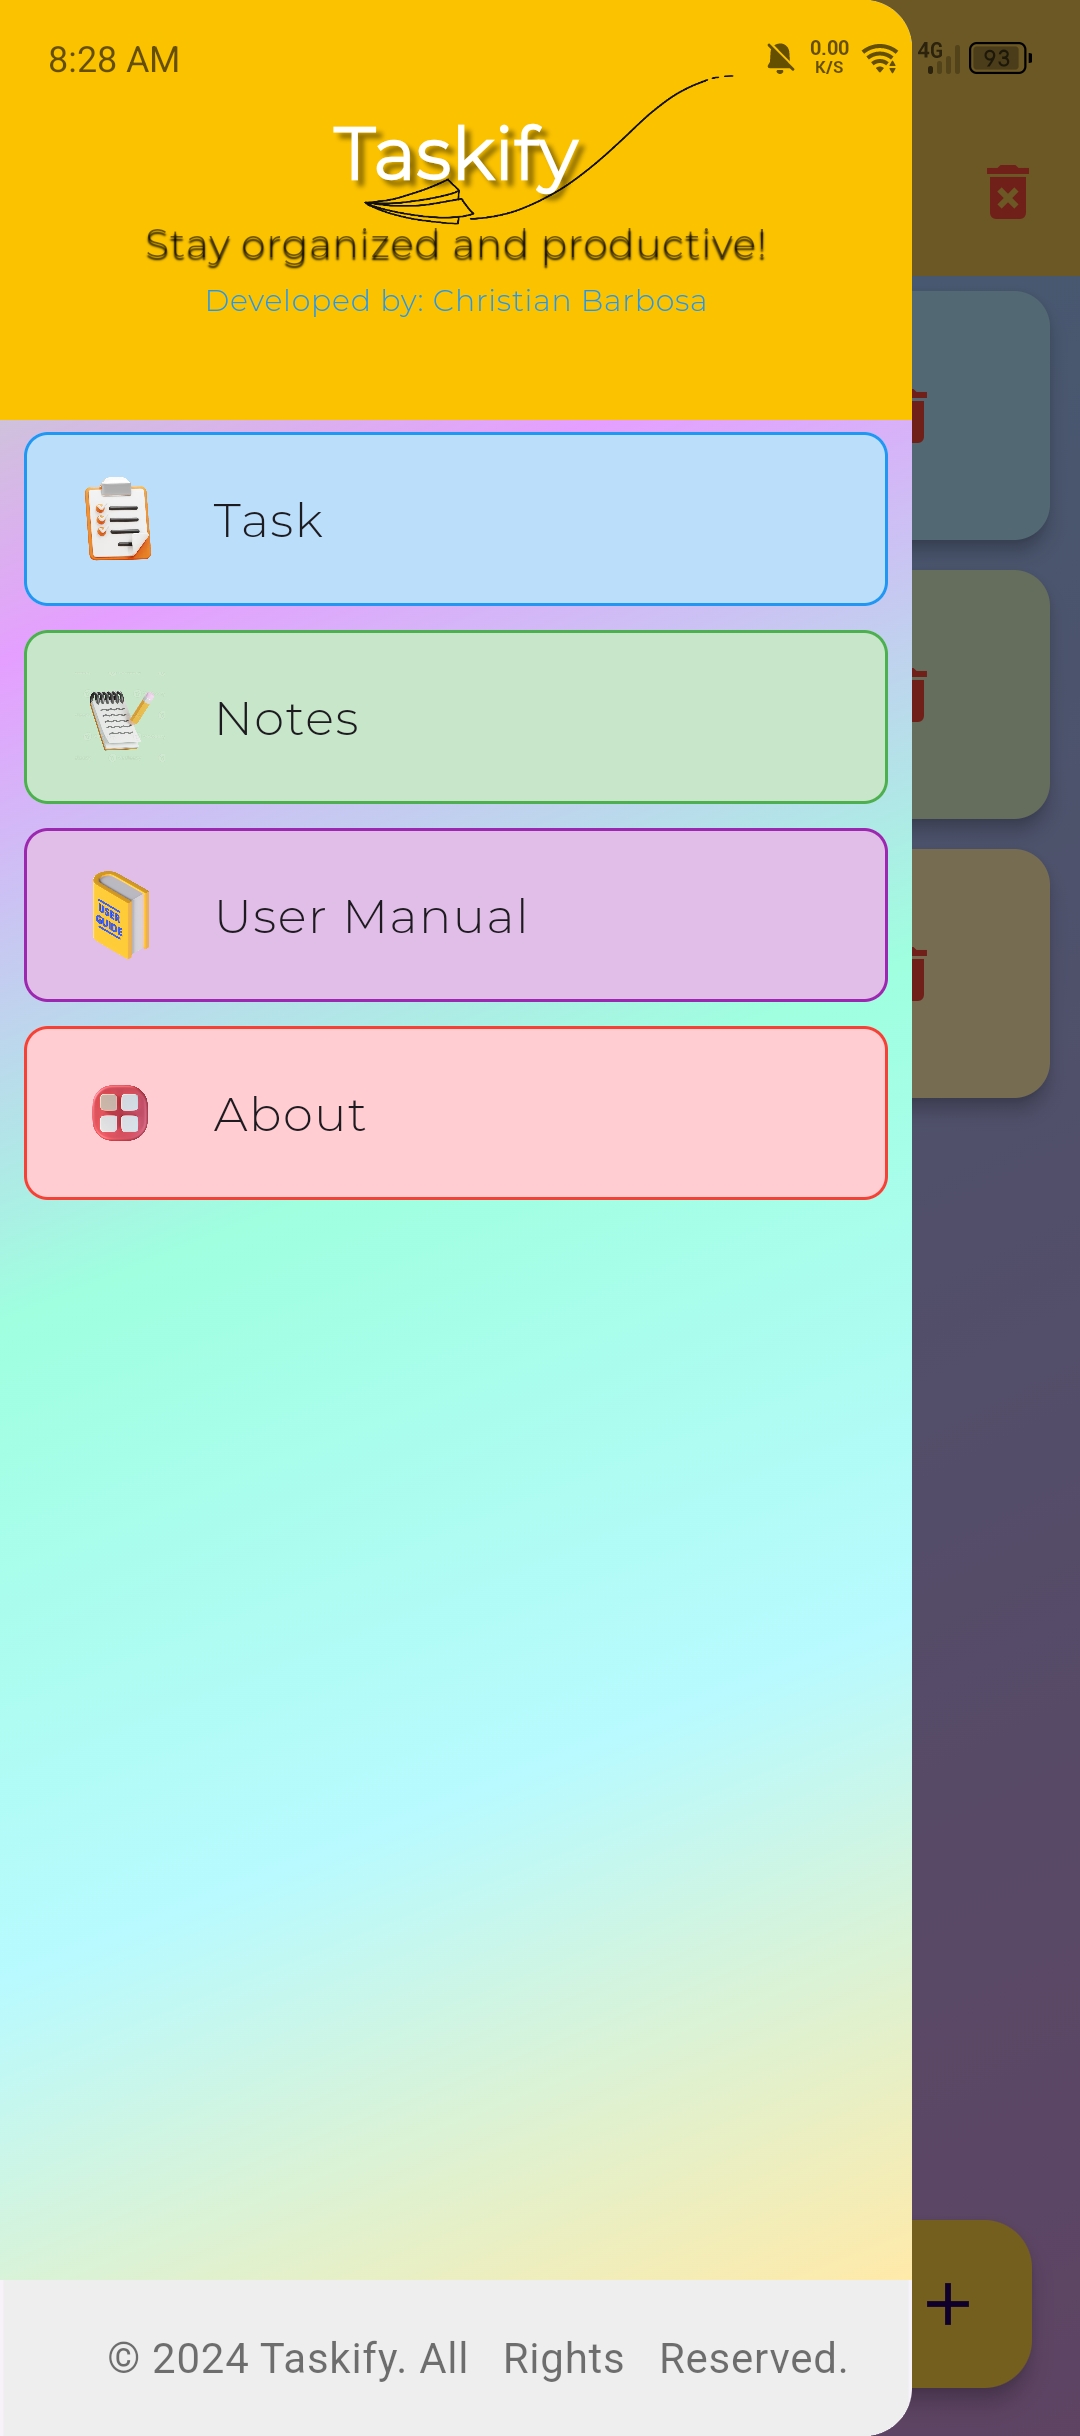 8:28 AM 0.00 K/S 4G 93
Taskify
Stay organized and productive!
Developed by: Christian Barbosa
Task
Notes
USER
GUIDE
User Manual
About
© 2024 Taskify. All Rights Reserved.